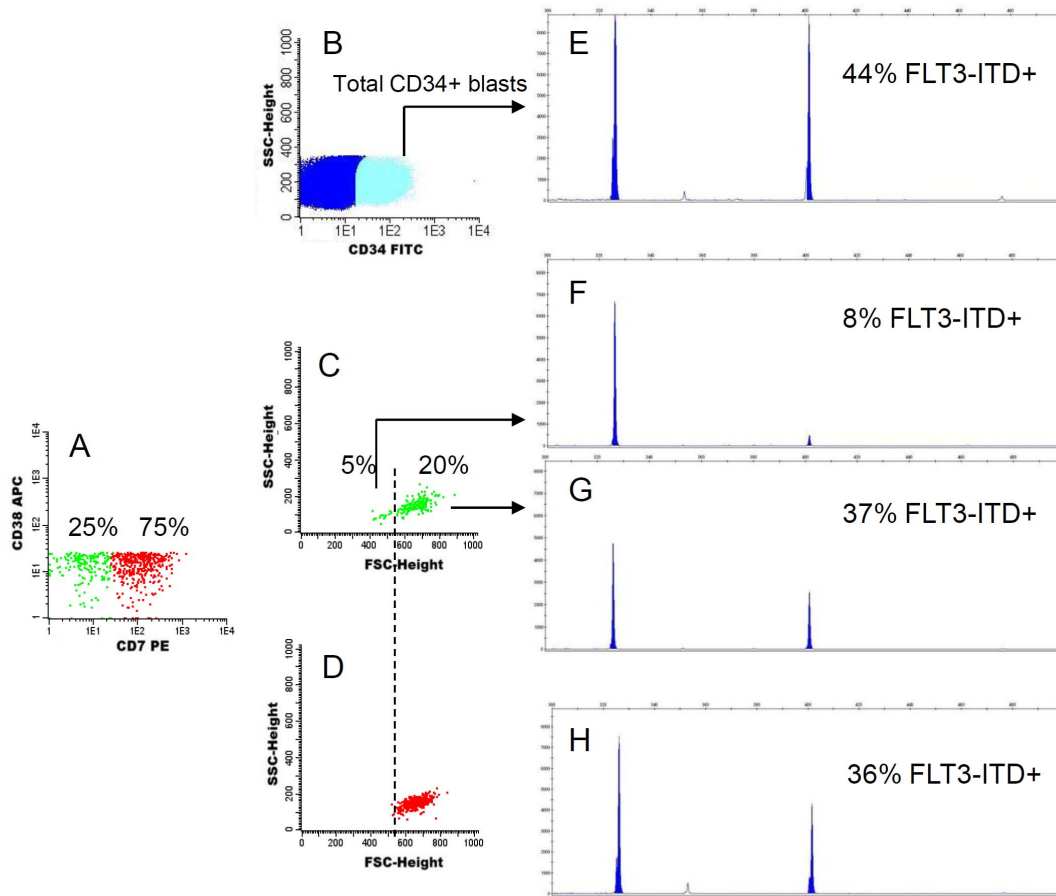 B
Total CD34+ blasts
SSC-Height
1000
800
600
400
200
0
1
1E1
1E2
1E3
1E4
CD34 FITC
E
44% FLT3-ITD+
F
8% FLT3-ITD+
C
5%
20%
SSC-Height
1000
800
600
400
200
0
0
200
400
600
800
1000
FSC-Height
G
37% FLT3-ITD+
A
25%
75%
CD38 APC
1E4
1E3
1E2
1E1
1
1
1E1
1E2
1E3
1E4
CD7 PE
D
SSC-Height
1000
800
600
400
200
0
0
200
400
600
800
1000
FSC-Height
H
36% FLT3-ITD+